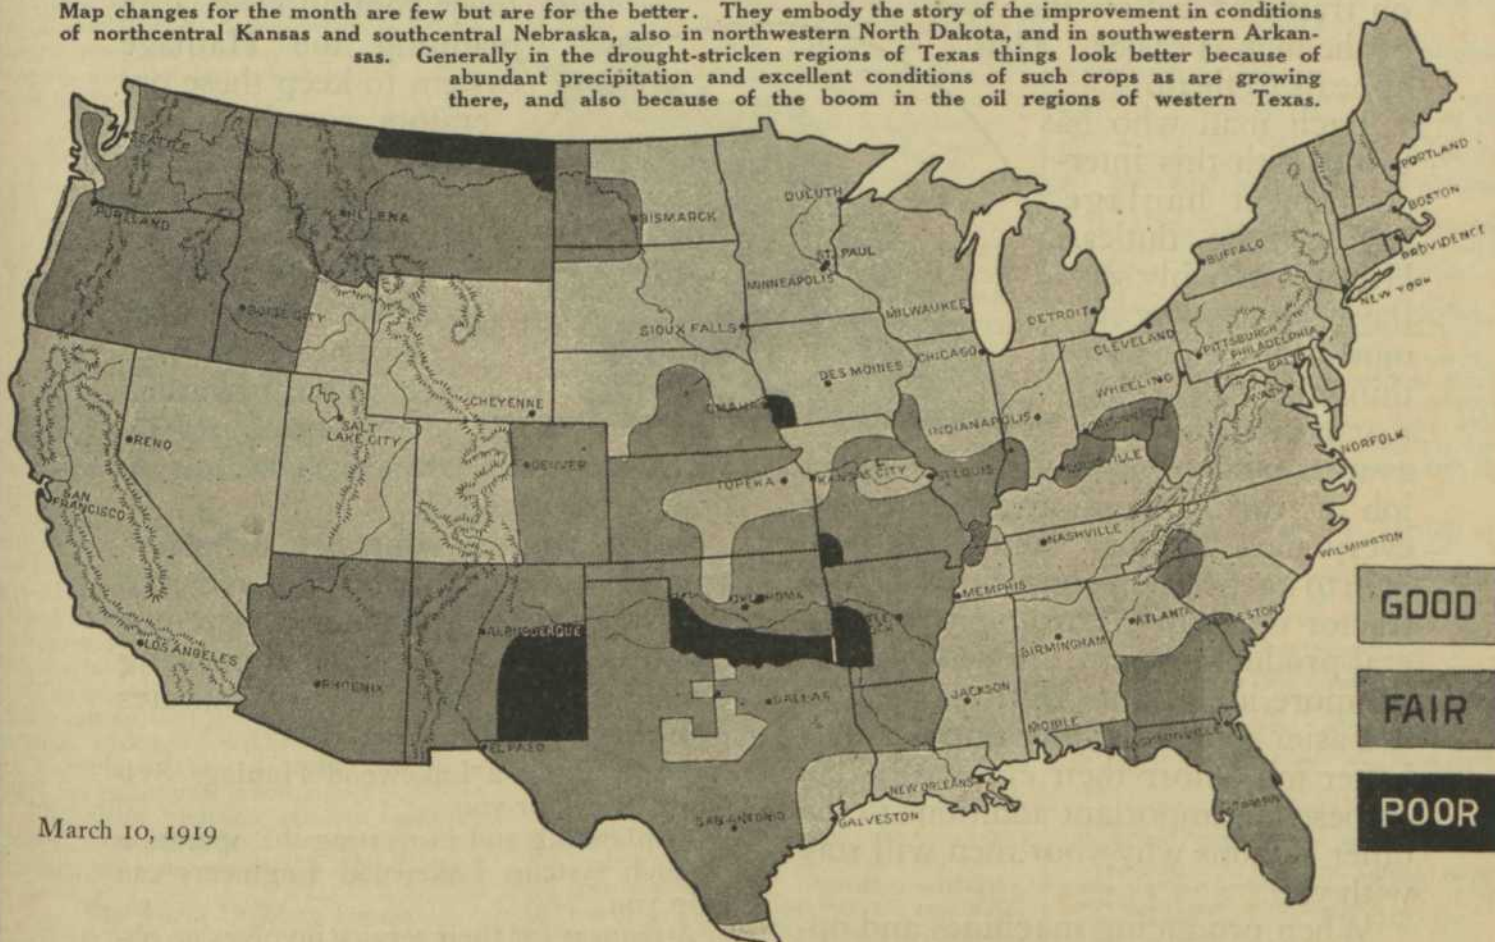 Map changes for the month are few but are for the better. They embody the story of the improvement in conditions
of northcentral Kansas and southcentral Nebraska, also in northwestern North Dakota, and in southwestern Arkan-
sas. Generally in the drought-stricken regions of Texas things look better because of
abundant precipitation and excellent conditions of such crops as are growing
there, and also because of the boom in the oil regions of western Texas.
SEATTLE
PORTLAND
HELENA
BISMARCK
DULUTH
ST. PAUL
MINNEAPOLIS
PORTLAND
BOSTON
PROVIDENCE
BUFFALO
NEW YORK
BOISE CITY
SIOUX FALLS
MILWAUKEE
DETROIT
CHICAGO
CLEVELAND
PITTSBURGH
PHILADELPHIA
BALTO
WASH
DES MOINES
WHEELING
CHEYENNE
OMAHA
INDIANAPOLIS
CINCINNATI
SALT
LAKE CITY
RENO
DENVER
TOPEKA
KANSAS CITY
ST. LOUIS
LOUISVILLE
NORFOLK
SAN
FRANCISCO
NASHVILLE
WILMINGTON
MEMPHIS
OKLAHOMA
ALBUQUERQUE
ATLANTA
CHARLESTON
LOS ANGELES
BIRMINGHAM
PHOENIX
DALLAS
JACKSON
MOBILE
JACKSONVILLE
EL PASO
NEW ORLEANS
SAN ANTONIO
GALVESTON
GOOD
FAIR
POOR
March 10, 1919